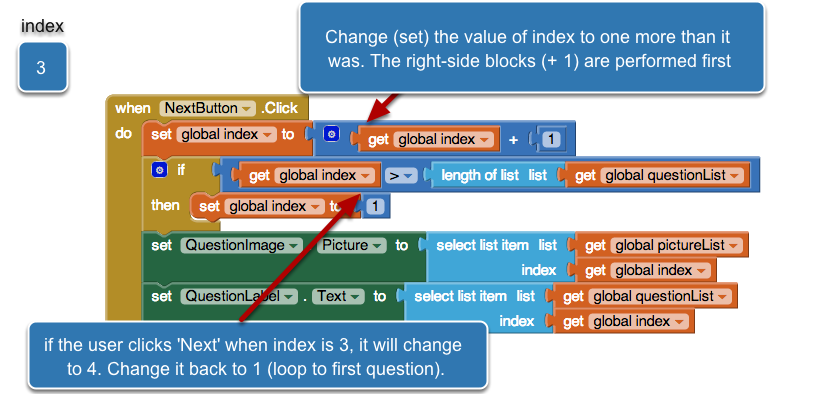 index
3
Change (set) the value of index to one more than it
was. The right-side blocks (+ 1) are performed first
when NextButton .Click
do set global index to get global index + 1
if get global index > length of list list get global questionList
then set global index to 1
set QuestionImage . Picture to select list item list get global pictureList
index get global index
set QuestionLabel . Text to select list item list get global questionList
index get global index
if the user clicks 'Next' when index is 3, it will change
to 4. Change it back to 1 (loop to first question).